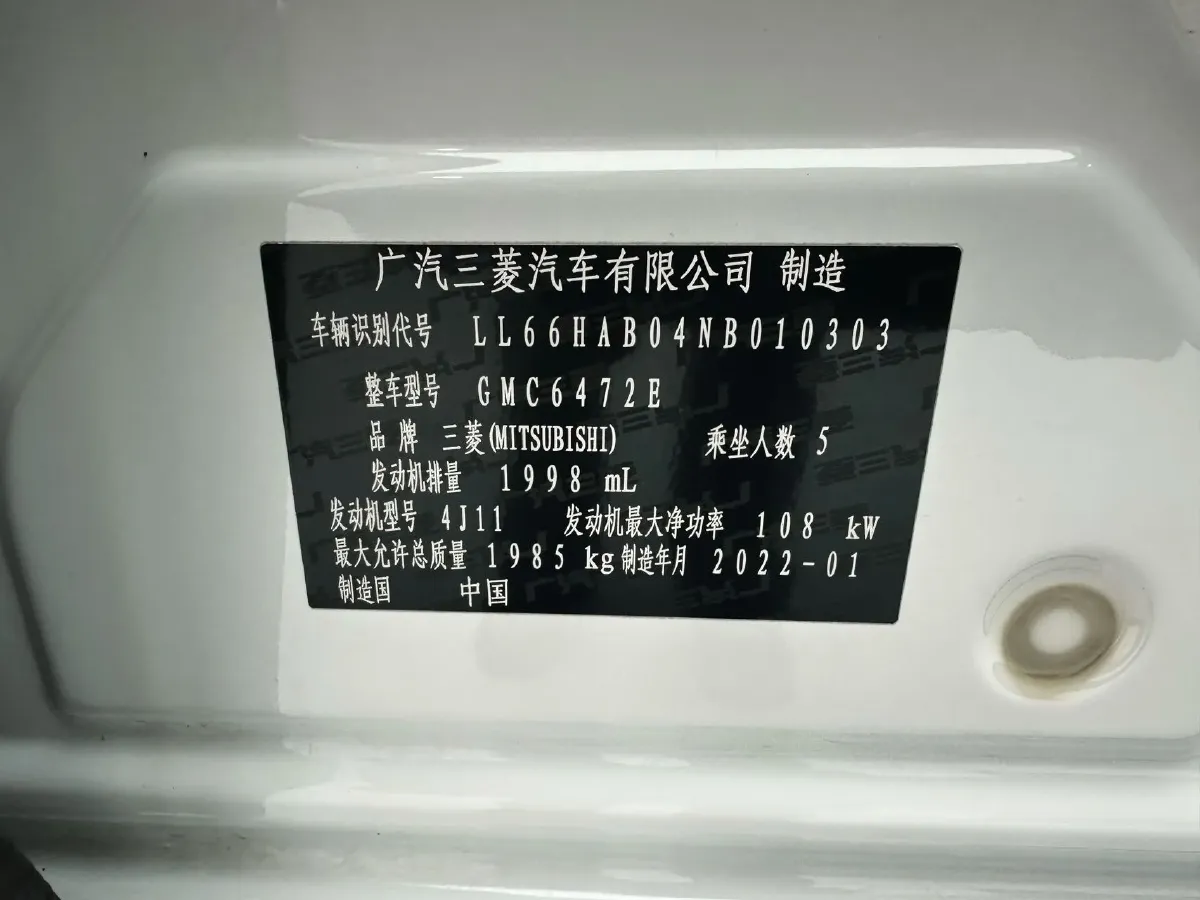 广汽三菱汽车有限公司 制造
车辆识别代号 LL66HAB04NB010303
整车型号 GMC6472E
品牌 三菱(MITSUBISHI) 乘坐人数 5
发动机排量 1998 mL
发动机型号 4J11 发动机最大净功率 108 kW
最大允许总质量 1985 kg 制造年月 2022-01
制造国 中国